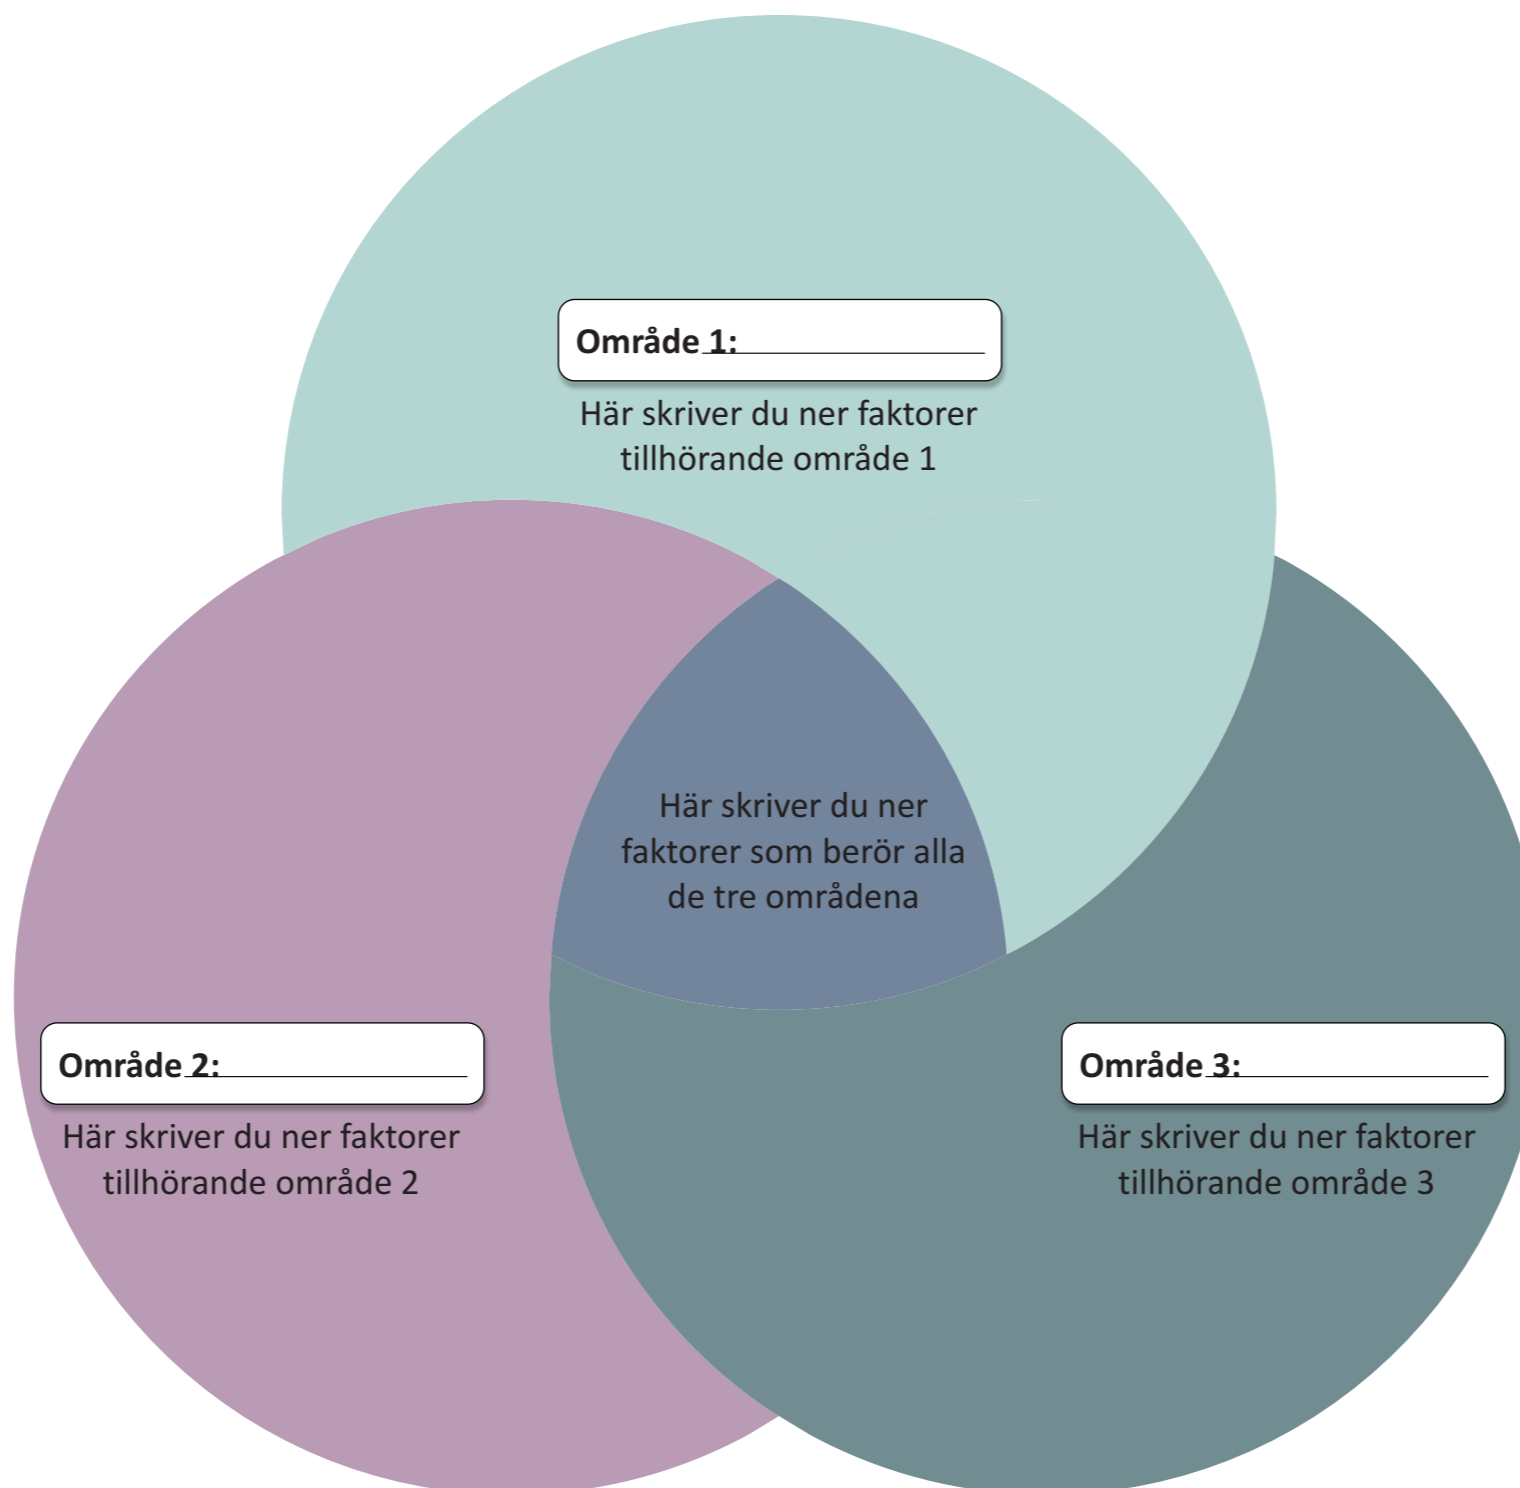 Område 1:
Här skriver du ner faktorer
tillhörande område 1
Här skriver du ner
faktorer som berör alla
de tre områdena
Område 2:
Här skriver du ner faktorer
tillhörande område 2
Område 3:
Här skriver du ner faktorer
tillhörande område 3